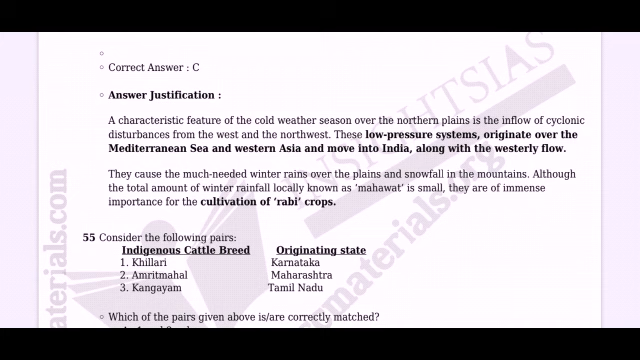 Correct Answer : C
Answer Justification :
A characteristic feature of the cold weather season over the northern plains is the inflow of cyclonic
disturbances from the west and the northwest. These low-pressure systems, originate over the
Mediterranean Sea and western Asia and move into India, along with the westerly flow.
They cause the much-needed winter rains over the plains and snowfall in the mountains. Although
the total amount of winter rainfall locally known as ‘mahawat’ is small, they are of immense
importance for the cultivation of ‘rabi’ crops.
55 Consider the following pairs:
Indigenous Cattle Breed Originating state
1. Khillari Karnataka
2. Amritmahal Maharashtra
3. Kangayam Tamil Nadu
Which of the pairs given above is/are correctly matched?